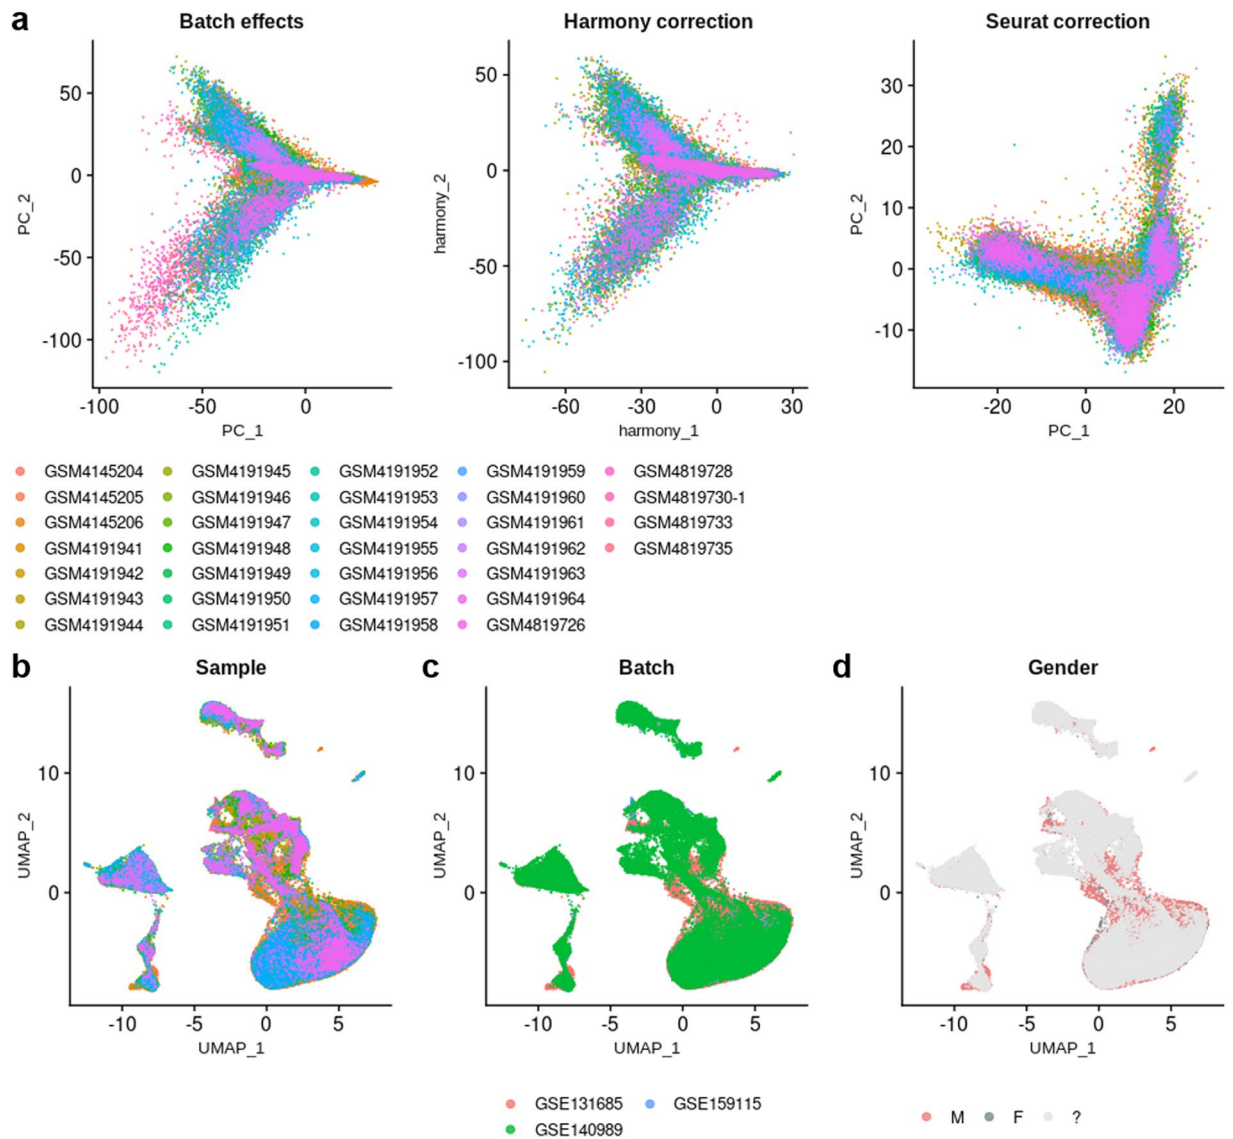 a
Batch effects Harmony correction Seurat correction
50 0 -50 -100
PC_2
-100 -50 0
PC_1
50 0 -50 -100
harmony_2
-60 -30 0 30
harmony_1
30 20 10 0 -10
PC_2
-20 0 20
PC_1
GSM4145204 GSM4191945 GSM4191952 GSM4191959 GSM4819728
GSM4145205 GSM4191946 GSM4191953 GSM4191960 GSM4819730-1
GSM4145206 GSM4191947 GSM4191954 GSM4191961 GSM4819733
GSM4191941 GSM4191948 GSM4191955 GSM4191962 GSM4819735
GSM4191942 GSM4191949 GSM4191956 GSM4191963
GSM4191943 GSM4191950 GSM4191957 GSM4191964
GSM4191944 GSM4191951 GSM4191958 GSM4819726
b Sample c Batch d Gender
10 0
UMAP_2
-10 -5 0 5
UMAP_1
10 0
UMAP_2
-10 -5 0 5
UMAP_1
GSE131685 GSE159115
GSE140989
10 0
UMAP_2
-10 -5 0 5
UMAP_1
M F ?